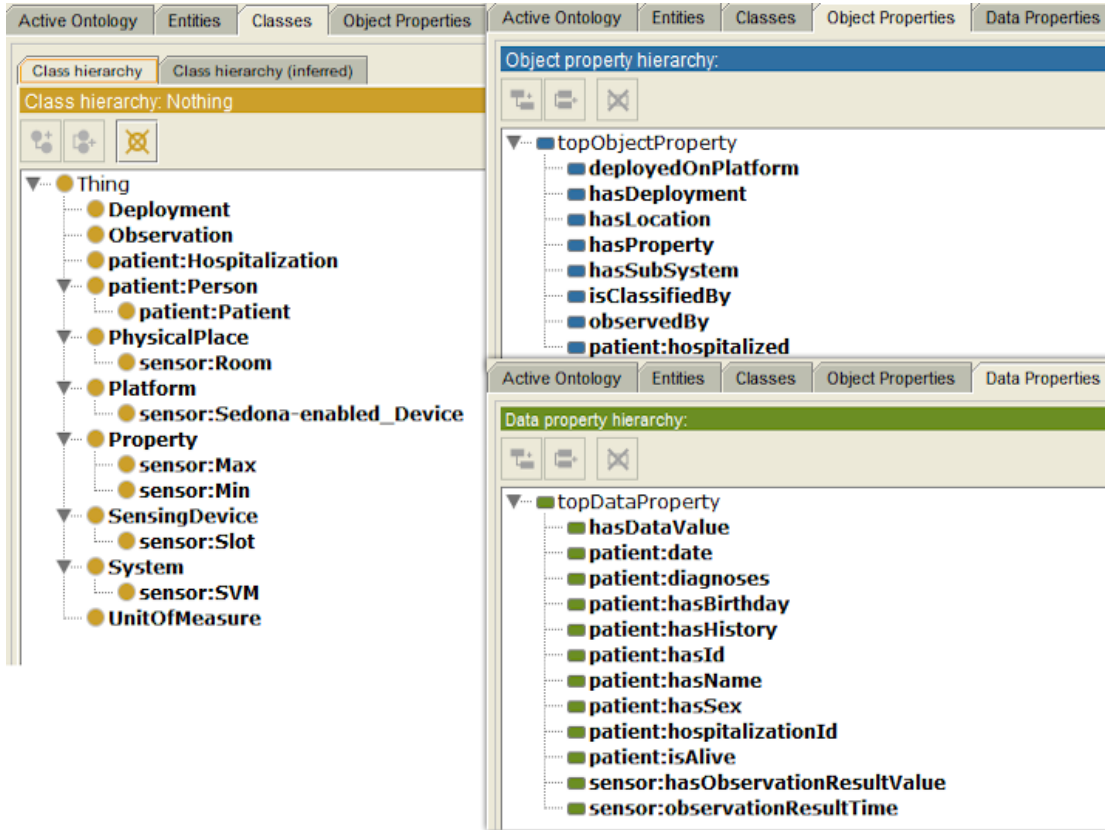 Active Ontology Entities Classes Object Properties
Class hierarchy Class hierarchy (inferred)
Class hierarchy: Nothing
Thing
Deployment
Observation
patient:Hospitalization
patient:Person
patient:Patient
PhysicalPlace
sensor:Room
Platform
sensor:Sedona-enabled_Device
Property
sensor:Max
sensor:Min
SensingDevice
sensor:Slot
System
sensor:SVM
UnitOfMeasure
Active Ontology Entities Classes Object Properties Data Properties
Object property hierarchy:
topObjectProperty
deployedOnPlatform
hasDeployment
hasLocation
hasProperty
hasSubSystem
isClassifiedBy
observedBy
patient:hospitalized
Active Ontology Entities Classes Object Properties Data Properties
Data property hierarchy:
topDataProperty
hasDataValue
patient:date
patient:diagnoses
patient:hasBirthday
patient:hasHistory
patient:hasId
patient:hasName
patient:hasSex
patient:hospitalizationId
patient:isAlive
sensor:hasObservationResultValue
sensor:observationResultTime